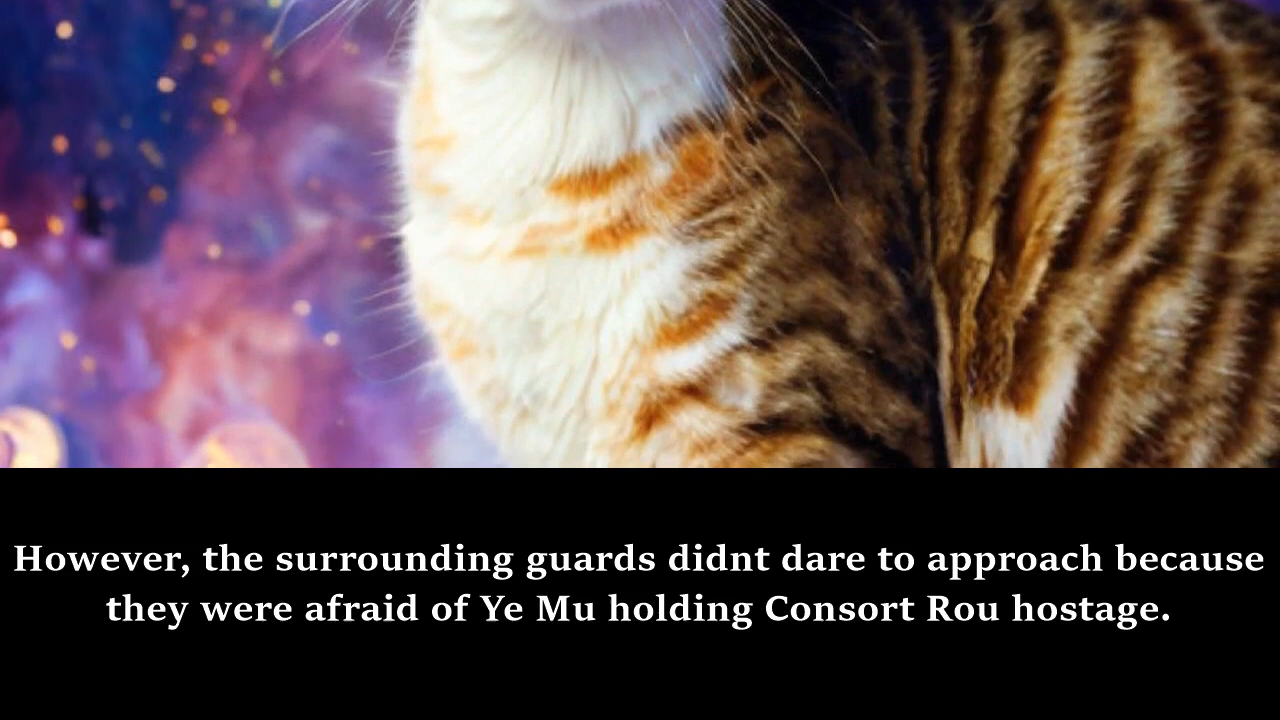 However, the surrounding guards didnt dare to approach because
they were afraid of Ye Mu holding Consort Rou hostage.